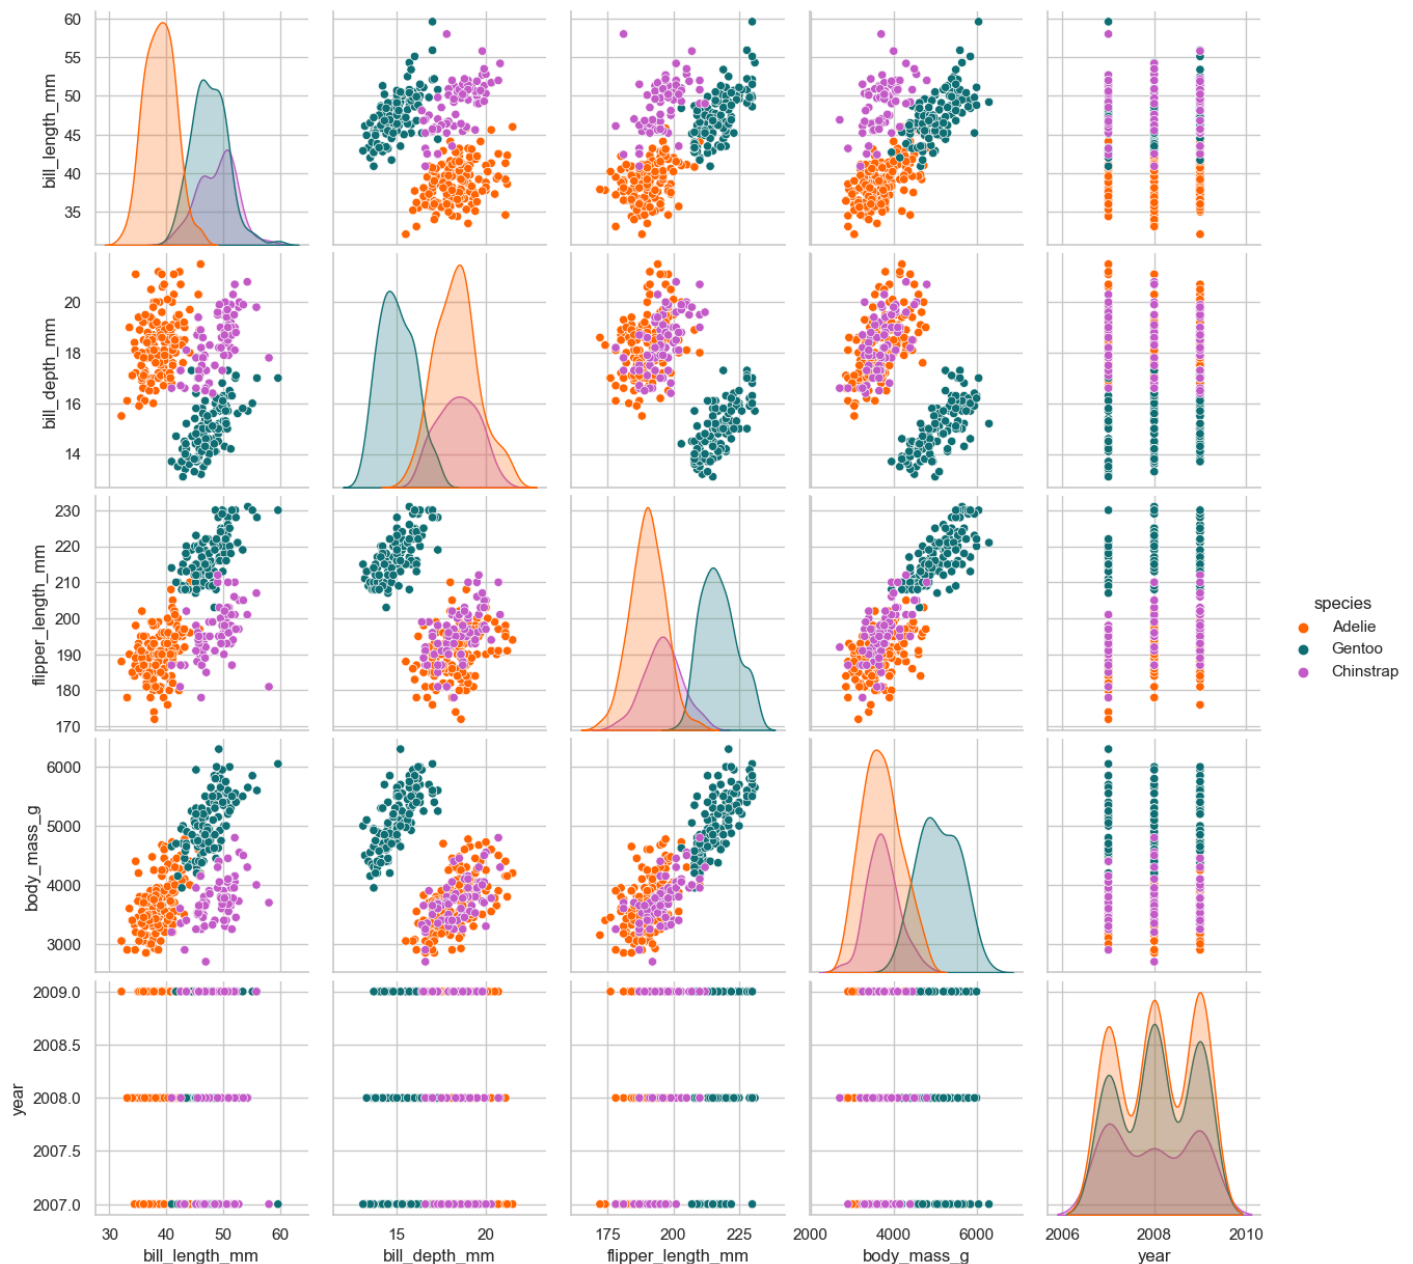 60
55
50
45
40
35
bill_length_mm
20
18
16
14
bill_depth_mm
230
220
210
200
190
180
170
flipper_length_mm
species
Adelie
Gentoo
Chinstrap
6000
5000
4000
3000
body_mass_g
2009.0
2008.5
2008.0
2007.5
2007.0
year
30 40 50 60
15 20
175 200 225
2000 4000 6000
2006 2008 2010
bill_length_mm
bill_depth_mm
flipper_length_mm
body_mass_g
year